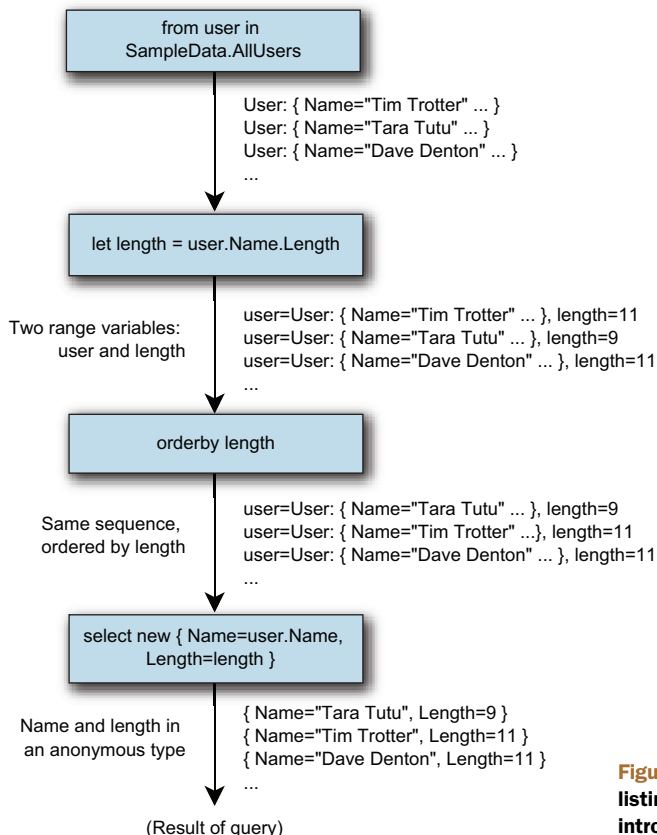 from user in
SampleData.AllUsers
User: { Name="Tim Trotter" ... }
User: { Name="Tara Tutu" ... }
User: { Name="Dave Denton" ... }
...
let length = user.Name.Length
Two range variables:
user and length
user=User: { Name="Tim Trotter" ... }, length=11
user=User: { Name="Tara Tutu" ... }, length=9
user=User: { Name="Dave Denton" ... }, length=11
...
orderby length
Same sequence,
ordered by length
user=User: { Name="Tara Tutu" ... }, length=9
user=User: { Name="Tim Trotter" ...}, length=11
user=User: { Name="Dave Denton" ... }, length=11
...
select new { Name=user.Name,
Length=length }
Name and length in
an anonymous type
{ Name="Tara Tutu", Length=9 }
{ Name="Tim Trotter", Length=11 }
{ Name="Dave Denton", Length=11 }
...
(Result of query)